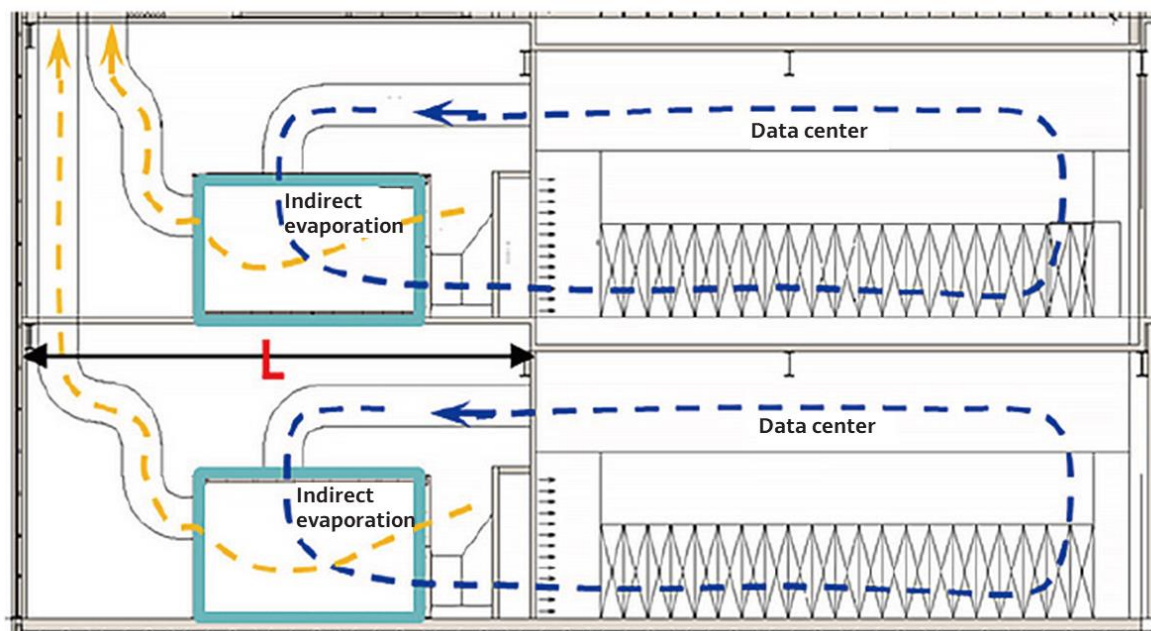 Data center
Indirect
evaporation
L
Data center
Indirect
evaporation